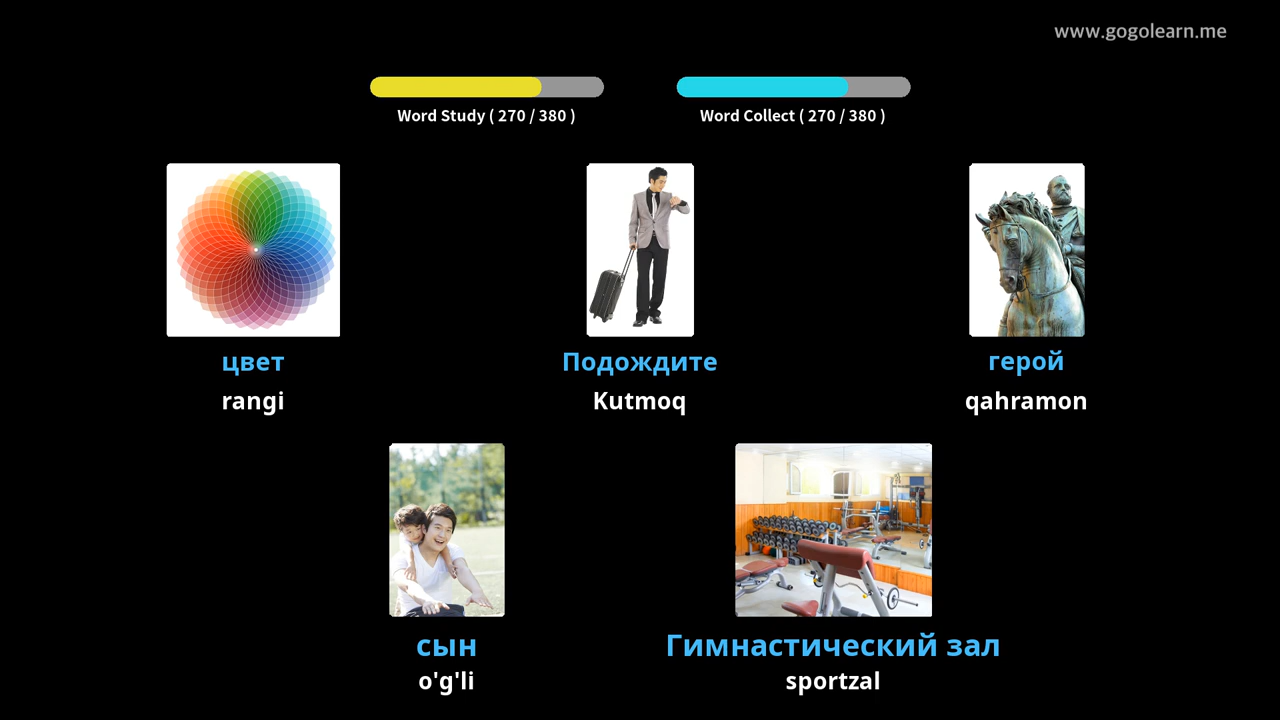 www.gogolearn.me
Word Study ( 270 / 380 )
Word Collect ( 270 / 380 )
цвет
rangi
Подождите
Kutmoq
герой
qahramon
сын
o'g'li
Гимнастический зал
sportzal